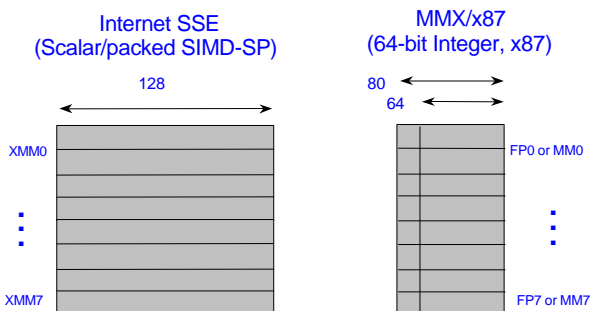 Internet SSE
(Scalar/packed SIMD-SP)
128
XMM0
XMM7
MMX/x87
(64-bit Integer, x87)
80
64
FP0 or MM0
FP7 or MM7